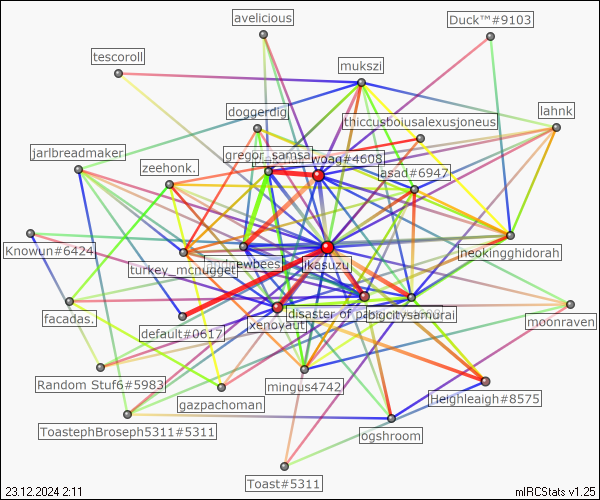 avelicious
Duck™#9103
tescoroll
mukszi
doggerdig
lahnk
thiccusboiusalexusjoneus
jarlbreadmaker
gregor_samsa
woag#4608
zeehonk.
asad#6947
Knowun#6424
neokingghidorah
turkey_mcnugget
jkasuzu
facadas.
disaster of
bigcitysamurai
moonraven
default#0617
xenoyaut
Random Stuf6#5983
mingus4742
Heighleaigh#8575
gazpachoman
ToastephBroseph5311#5311
ogshroom
Toast#5311
23.12.2024 2:11
mIRCStats v1.25